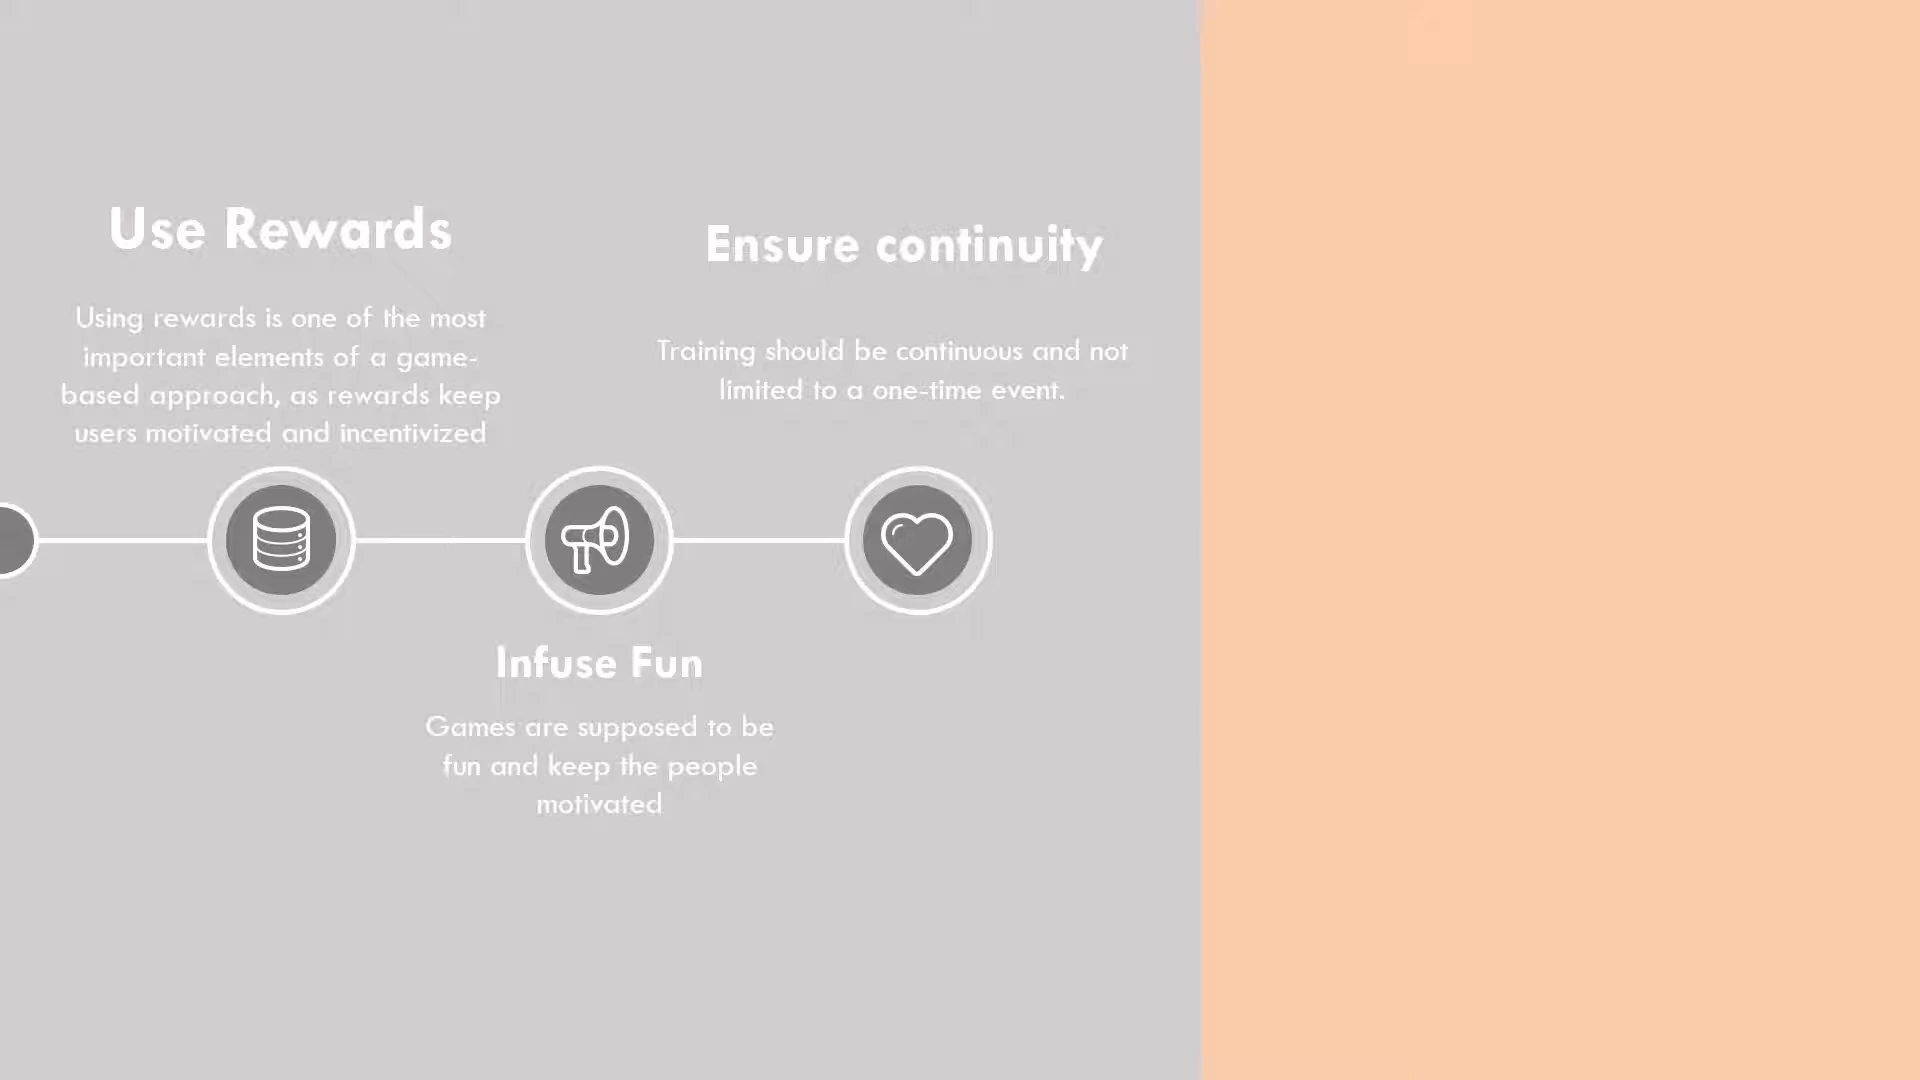 Use Rewards
Using rewards is one of the most
important elements of a game-
based approach, as rewards keep
users motivated and incentivized
Ensure continuity
Training should be continuous and not
limited to a one-time event.
Infuse Fun
Games are supposed to be
fun and keep the people
motivated